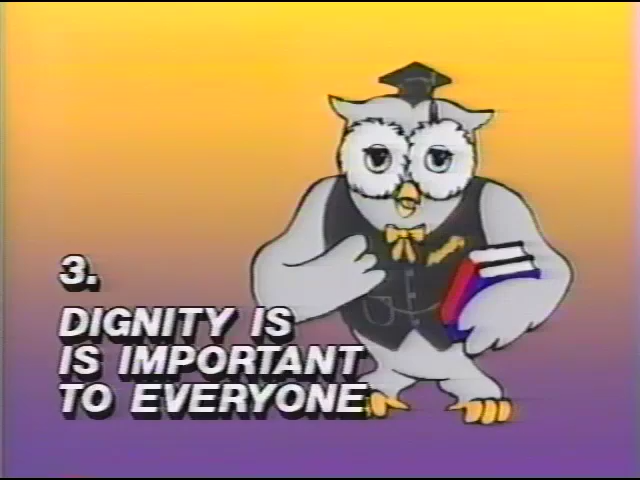 3.
DIGNITY IS
IS IMPORTANT
TO EVERYONE